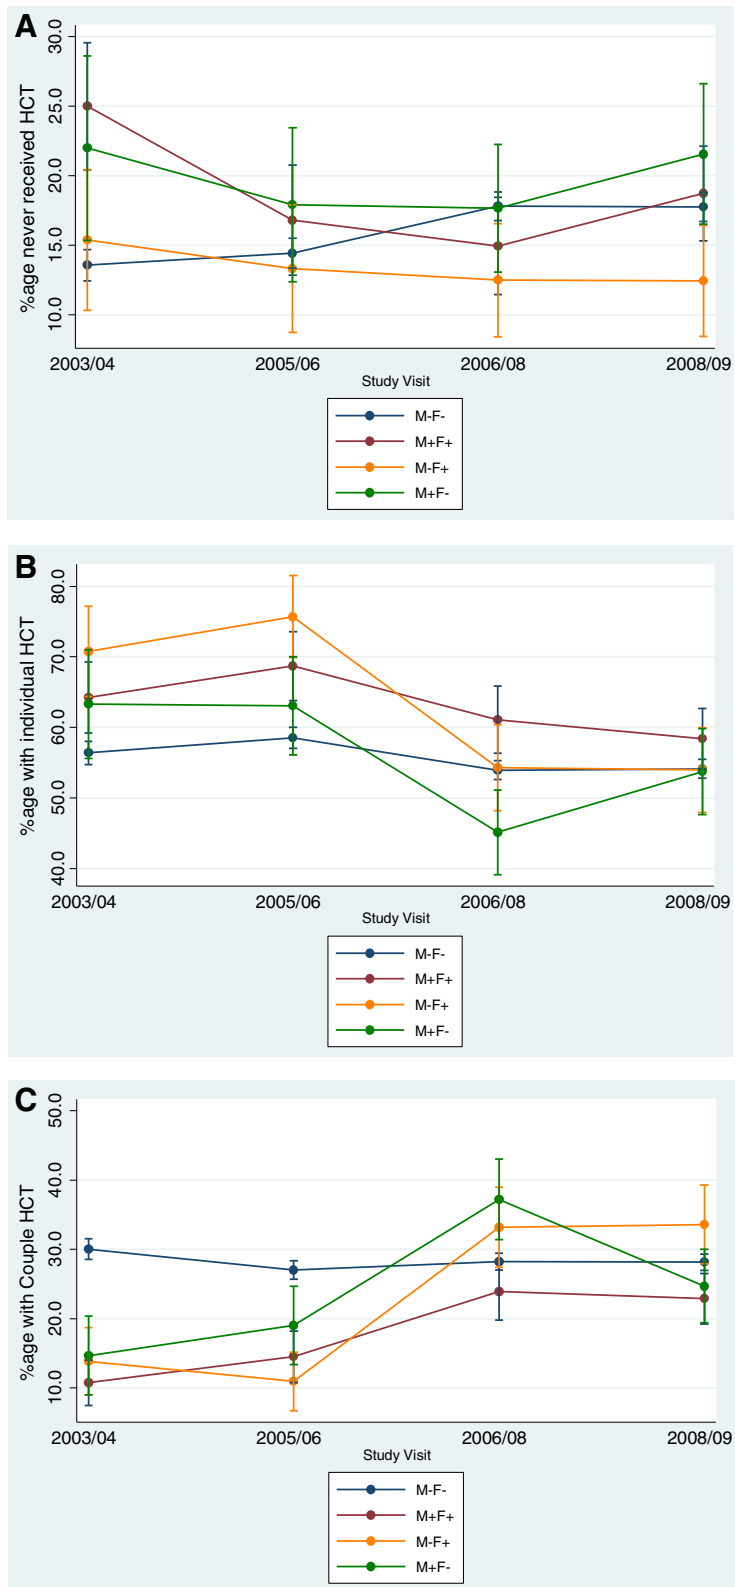 A
%age never received HCT
30.0
25.0
20.0
15.0
10.0
2003/04 2005/06 2006/08 2008/09
Study Visit
M-F-
M+F+
M-F+
M+F-
B
%age with individual HCT
80.0
70.0
60.0
50.0
40.0
2003/04 2005/06 2006/08 2008/09
Study Visit
M-F-
M+F+
M-F+
M+F-
C
%age with Couple HCT
50.0
40.0
30.0
20.0
10.0
2003/04 2005/06 2006/08 2008/09
Study Visit
M-F-
M+F+
M-F+
M+F-